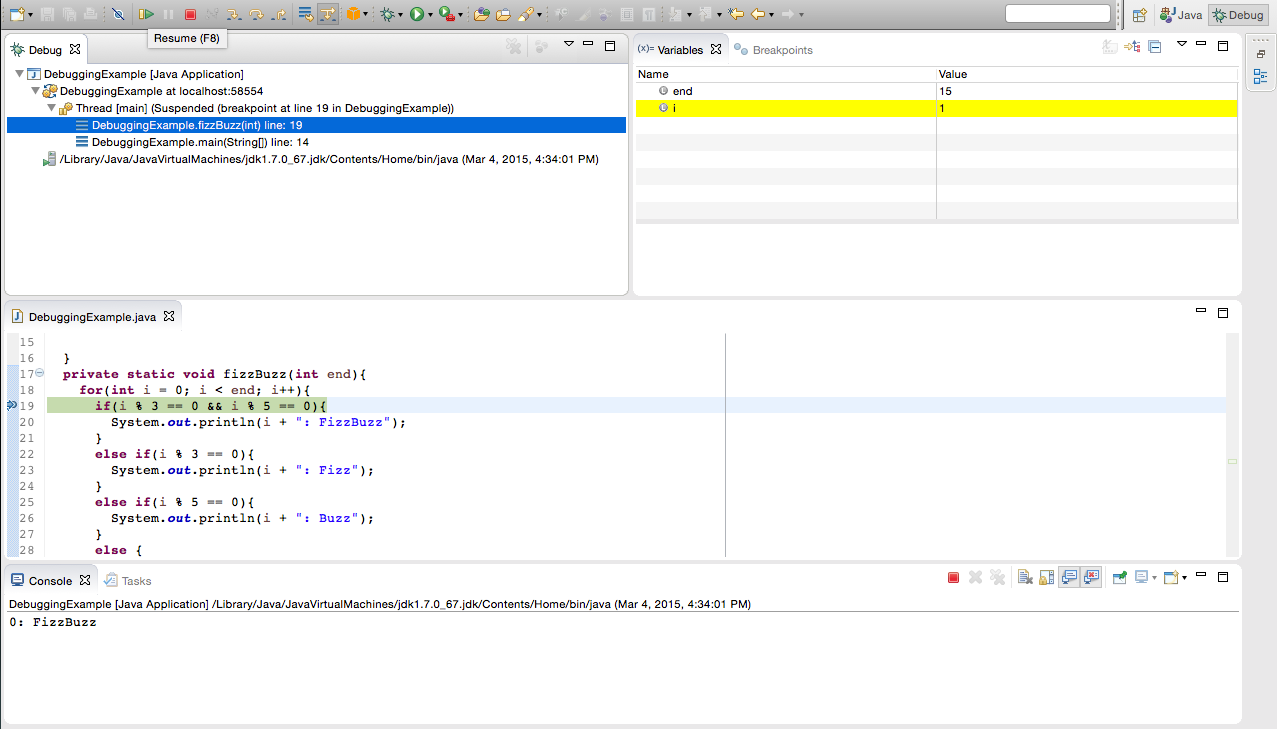 Java
Debug
Resume (F8)
Debug
DebuggingExample [Java Application]
DebuggingExample at localhost:58554
Thread [main] (Suspended (breakpoint at line 19 in DebuggingExample))
DebuggingExample.fizzBuzz(int) line: 19
DebuggingExample.main(String[]) line: 14
/Library/Java/JavaVirtualMachines/jdk1.7.0_67.jdk/Contents/Home/bin/java (Mar 4, 2015, 4:34:01 PM)
(x)= Variables
Breakpoints
Name Value
end 15
i 1
DebuggingExample.java
15
16 }
17 private static void fizzBuzz(int end){
18 for(int i = 0; i < end; i++){
19 if(i % 3 == 0 && i % 5 == 0){
20 System.out.println(i + ": FizzBuzz");
21 }
22 else if(i % 3 == 0){
23 System.out.println(i + ": Fizz");
24 }
25 else if(i % 5 == 0){
26 System.out.println(i + ": Buzz");
27 }
28 else {
Console
Tasks
DebuggingExample [Java Application] /Library/Java/JavaVirtualMachines/jdk1.7.0_67.jdk/Contents/Home/bin/java (Mar 4, 2015, 4:34:01 PM)
0: FizzBuzz